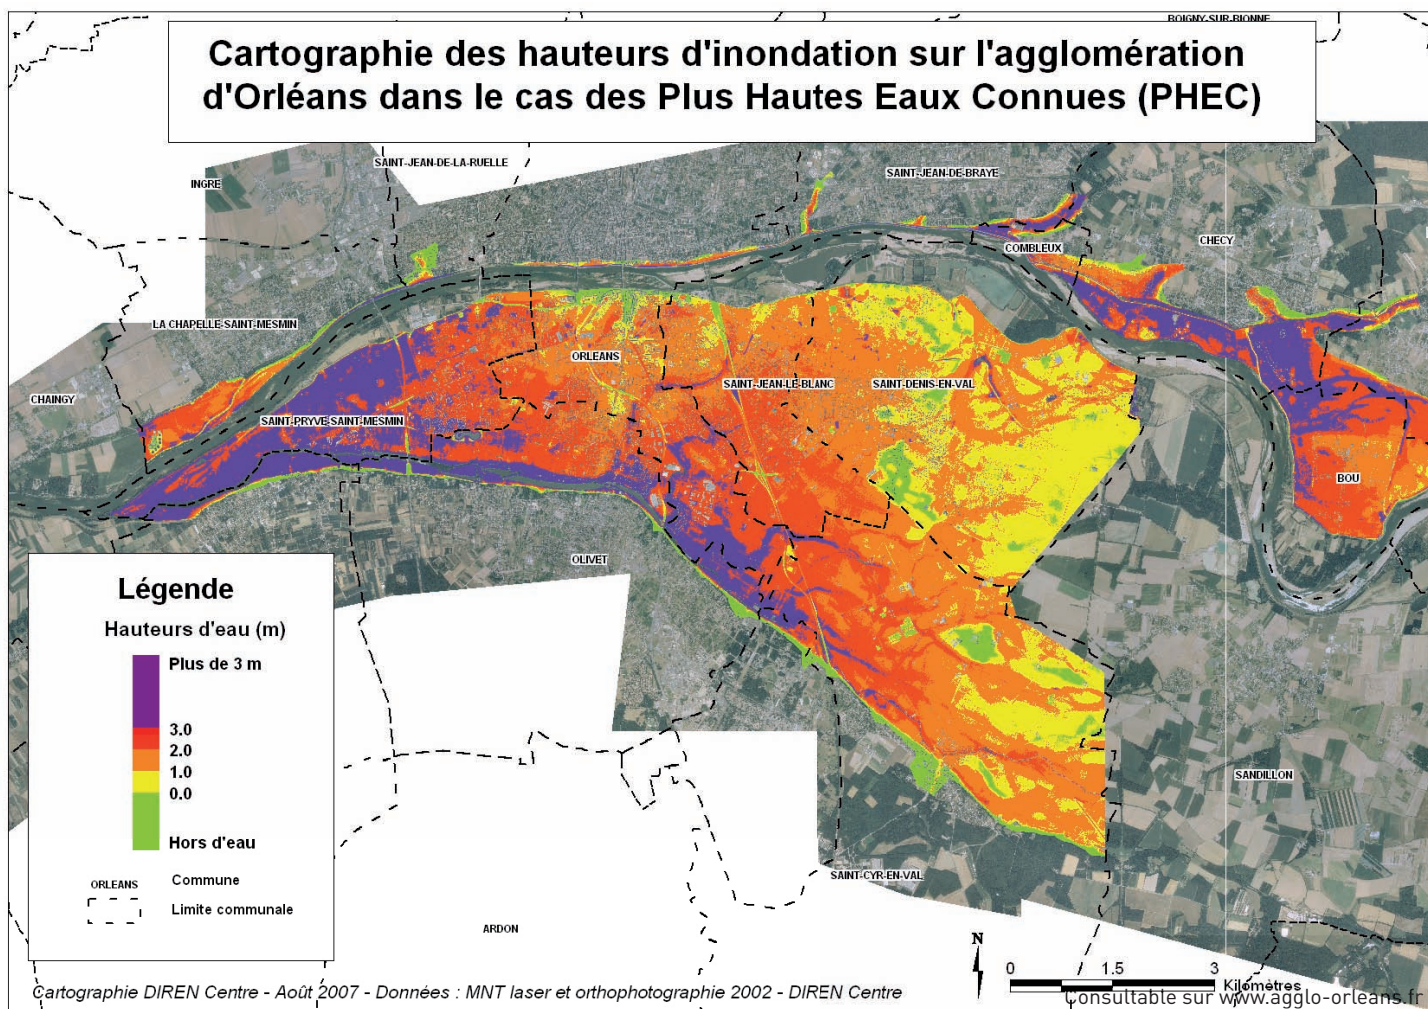 BOIGNY-SUR-BIONNE
Cartographie des hauteurs d'inondation sur l'agglomération
d'Orléans dans le cas des Plus Hautes Eaux Connues (PHEC)
SAINT-JEAN-DE-LA-RUELLE
INGRE
SAINT-JEAN-DE-BRAYE
CHECY
COMBLEUX
LA CHAPELLE-SAINT-MESMIN
ORLEANS
SAINT-JEAN-LE-BLANC
SAINT-DENIS-EN-VAL
CHAINGY
SAINT-PRYVE-SAINT-MESMIN
BOU
OLIVET
SANDILLON
SAINT-CYR-EN-VAL
ARDON
Légende
Hauteurs d'eau (m)
Plus de 3 m
3.0
2.0
1.0
0.0
Hors d'eau
ORLEANS Commune
Limite communale
N
0 1.5 3
Kilomètres
Cartographie DIREN Centre - Août 2007 - Données : MNT laser et orthophotographie 2002 - DIREN Centre
Consultable sur www.agglo-orleans.fr